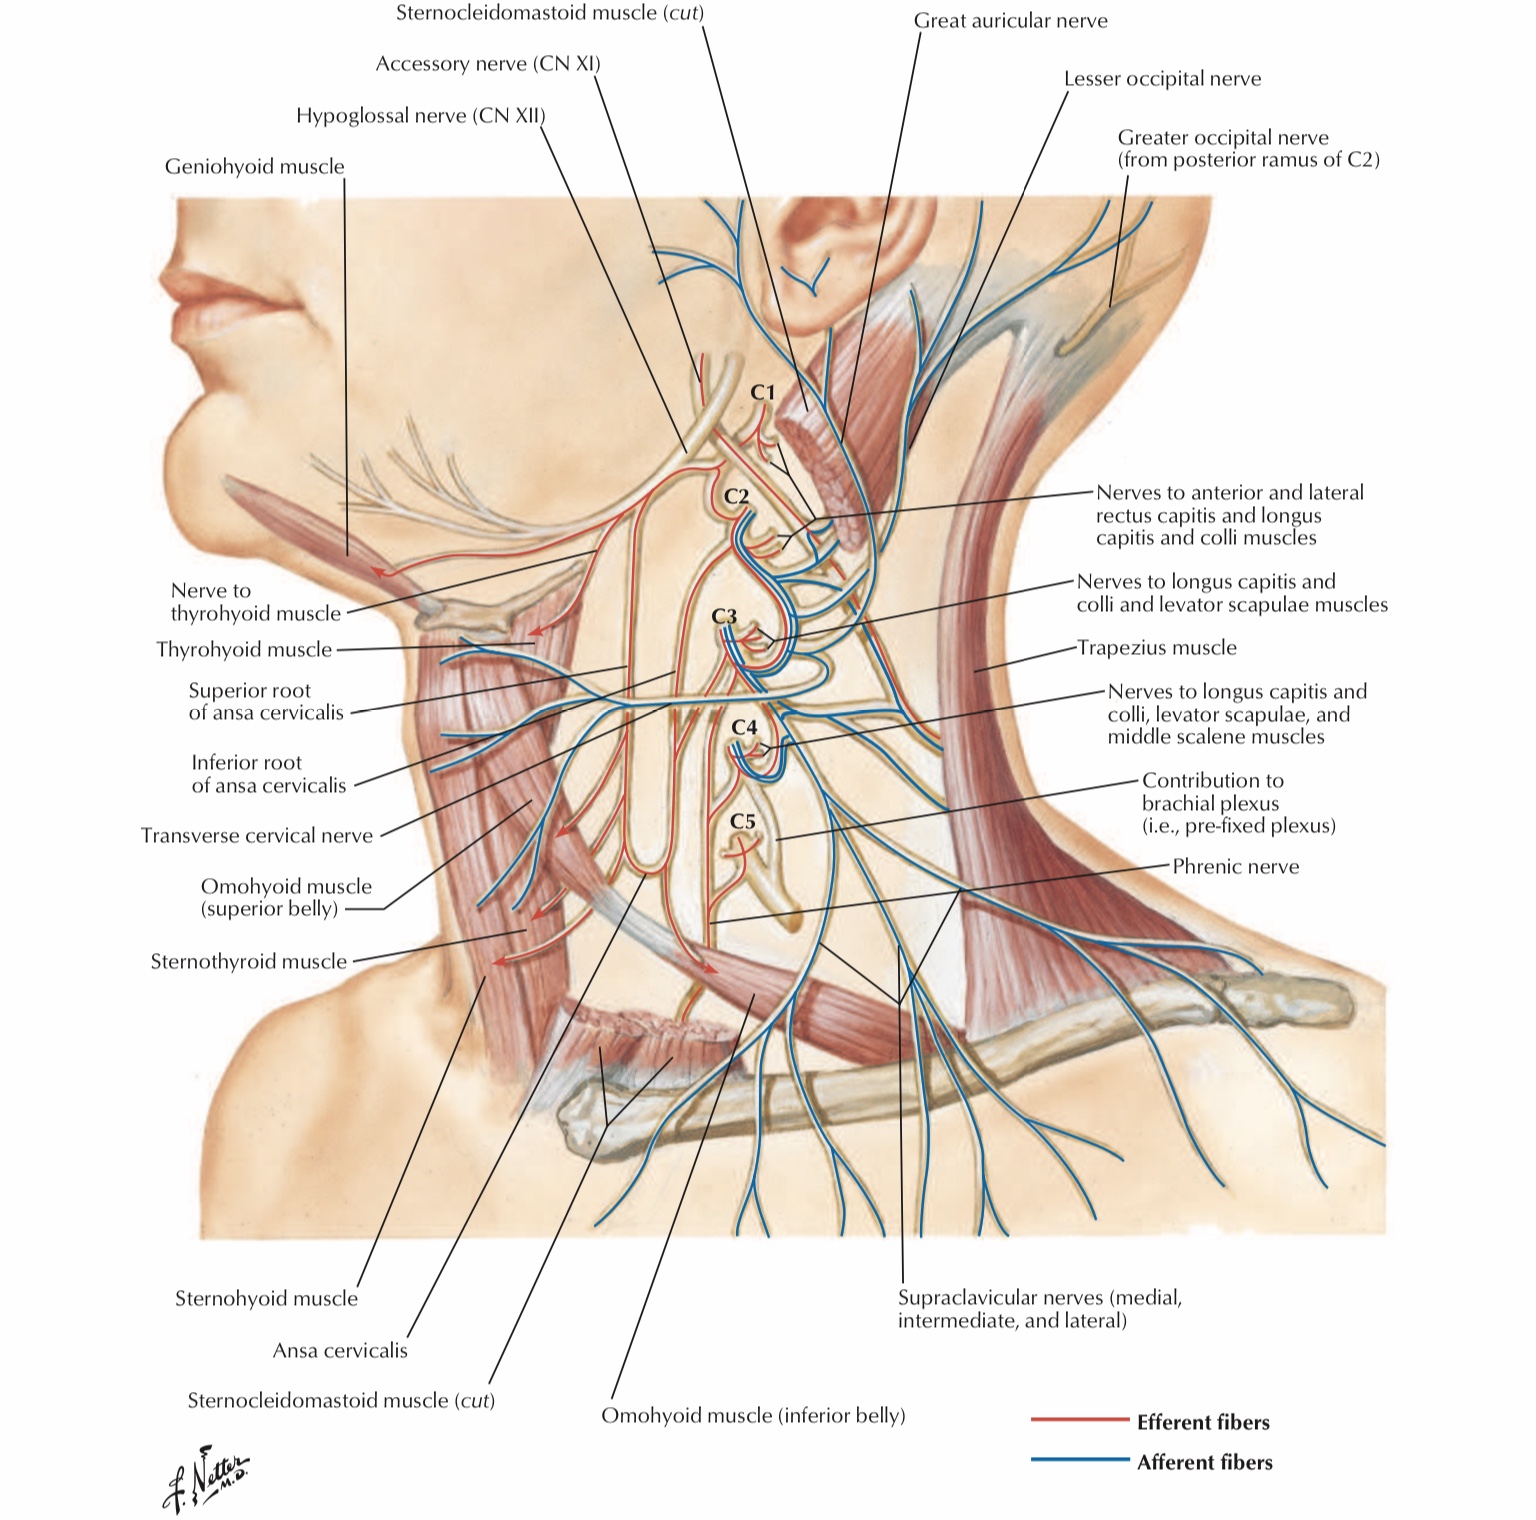 Sternocleidomastoid muscle (cut)
Great auricular nerve
Accessory nerve (CN XI)
Lesser occipital nerve
Hypoglossal nerve (CN XII)
Greater occipital nerve
(from posterior ramus of C2)
Geniohyoid muscle
C1
C2
Nerves to anterior and lateral
rectus capitis and longus
capitis and colli muscles
Nerve to
thyrohyoid muscle
Nerves to longus capitis and
colli and levator scapulae muscles
C3
Thyrohyoid muscle
Trapezius muscle
Superior root
of ansa cervicalis
Nerves to longus capitis and
colli, levator scapulae, and
middle scalene muscles
C4
Inferior root
of ansa cervicalis
Contribution to
brachial plexus
(i.e., pre-fixed plexus)
Transverse cervical nerve
C5
Phrenic nerve
Omohyoid muscle
(superior belly)
Sternothyroid muscle
Sternohyoid muscle
Supraclavicular nerves (medial,
intermediate, and lateral)
Ansa cervicalis
Sternocleidomastoid muscle (cut)
Omohyoid muscle (inferior belly)
Efferent fibers
Afferent fibers
F. Netter
M.D.